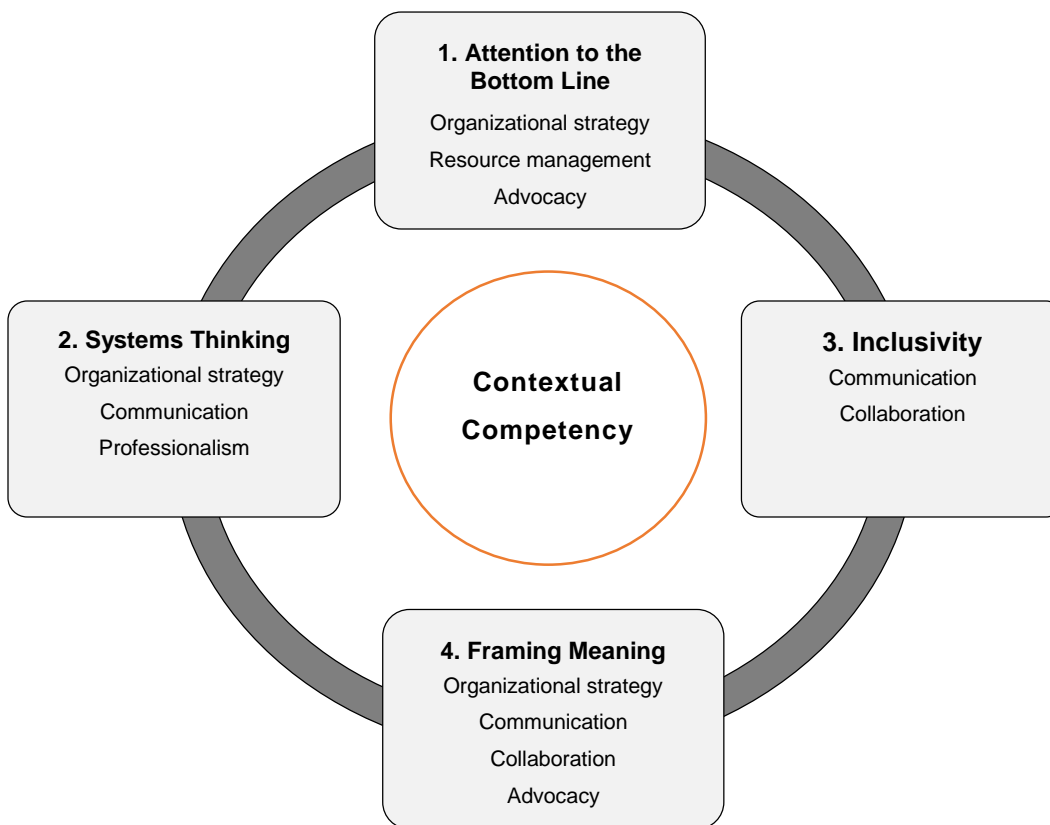 1. Attention to the
Bottom Line
Organizational strategy
Resource management
Advocacy
2. Systems Thinking
Organizational strategy
Communication
Professionalism
Contextual
Competency
3. Inclusivity
Communication
Collaboration
4. Framing Meaning
Organizational strategy
Communication
Collaboration
Advocacy